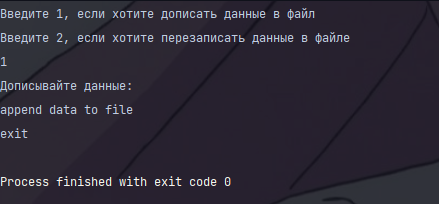 Введите 1, если хотите дописать данные в файл
Введите 2, если хотите перезаписать данные в файле
1
Дописывайте данные:
append data to file
exit
Process finished with exit code 0